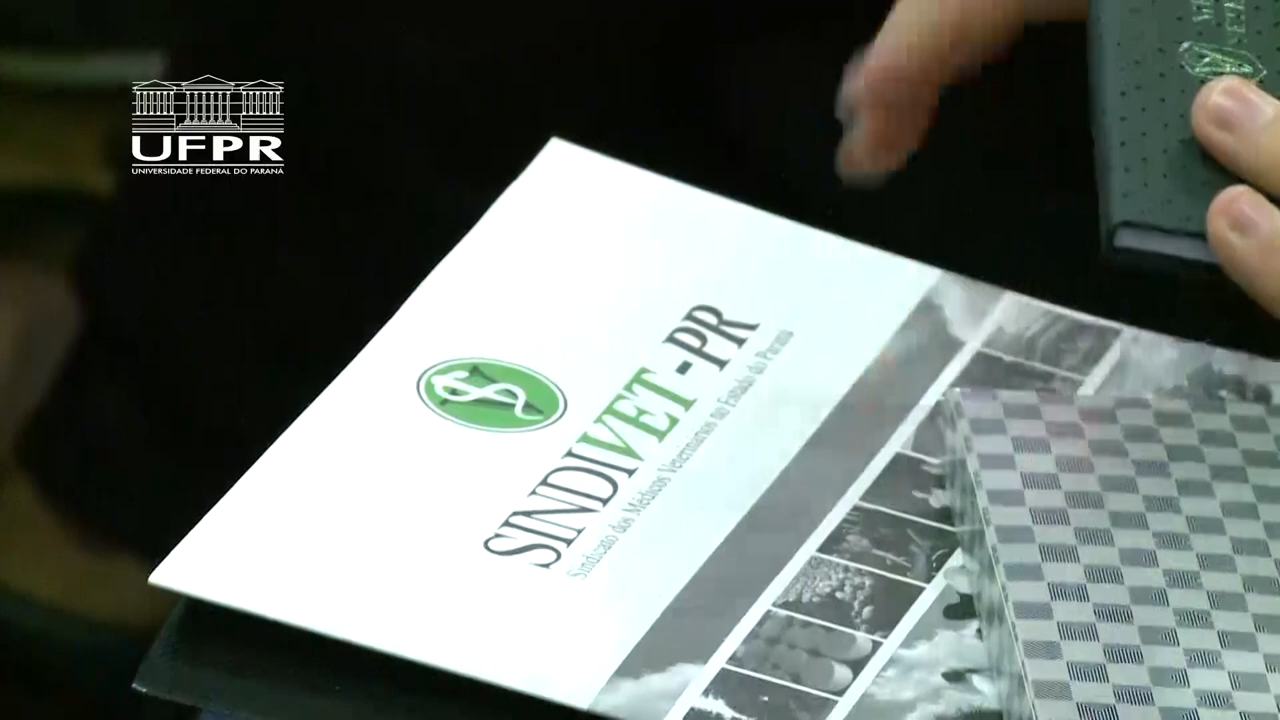 UFPR
UNIVERSIDADE FEDERAL DO PARANÁ
SINDIVET-PR
Sindicato dos Médicos Veterinários no Estado do Paraná